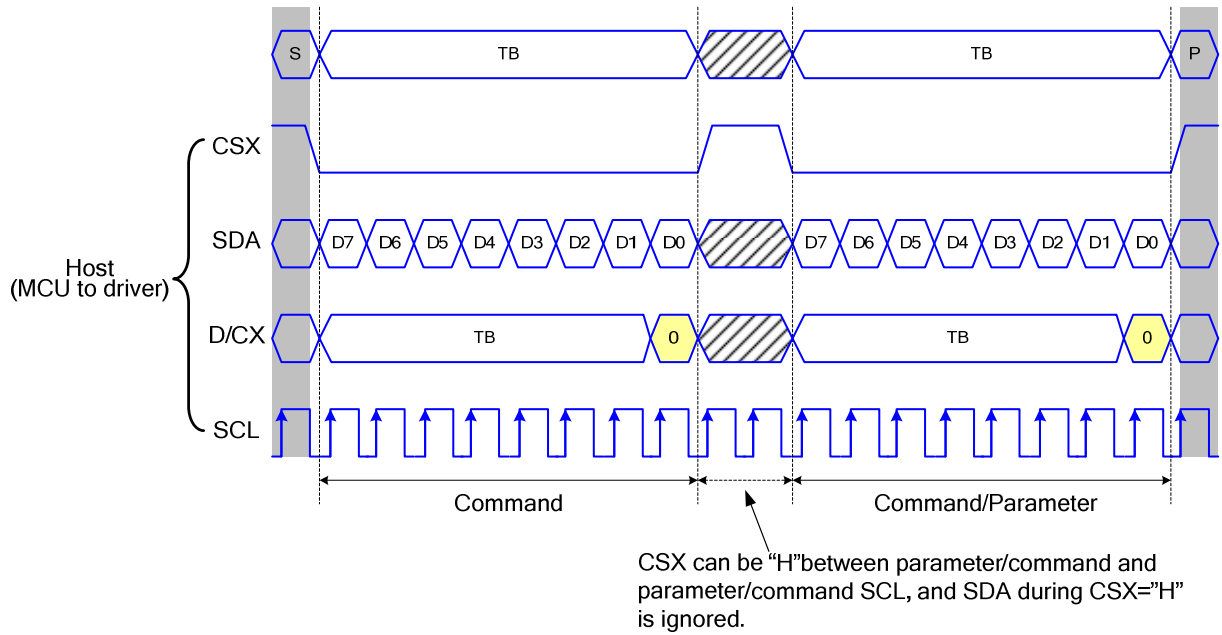 S TB TB P
CSX
SDA D7 D6 D5 D4 D3 D2 D1 D0 D7 D6 D5 D4 D3 D2 D1 D0
Host
(MCU to driver)
D/CX TB 0 TB 0
SCL
Command Command/Parameter
CSX can be “H”between parameter/command and
parameter/command SCL, and SDA during CSX=”H”
is ignored.